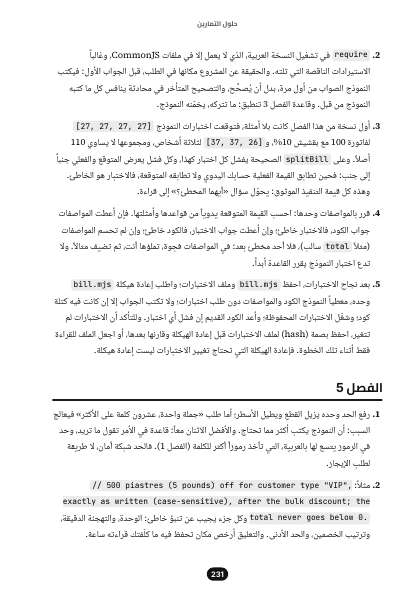 حلول التمارين
2. require في تشغيل النسخة العربية، الذي لا يعمل إلا في ملفات CommonJS، وغالباً
الاستيرادات الناقصة التي تلته. والحقيقة عن المشروع مكانها في الطلب، قبل الجواب الأول: فيكتب
النموذج الصواب من أول مرة، بدل أن يُصحَّح، والتصحيح المتأخر في محادثة ينافس كل ما كتبه
النموذج من قبل. وقاعدة الفصل 3 تنطبق: ما تتركه، يخمّنه النموذج.
3. أول نسخة من هذا الفصل كانت بلا أمثلة، فتوقعت اختبارات النموذج [27, 27, 27, 27]
لفاتورة 100 مع بقشيش 10%، و [37, 37, 26] لثلاثة أشخاص، ومجموعها لا يساوي 110
أصلاً. وعلى splitBill الصحيحة يفشل كل اختبار كهذا، وكل فشل يعرض المتوقع والفعلي جنباً
إلى جنب: فحين تطابق القيمة الفعلية حسابك اليدوي ولا تطابقه المتوقعة، فالاختبار هو الخاطئ.
وهذه كل قيمة التنفيذ الموثوق: يحوّل سؤال «أيهما المخطئ؟» إلى قراءة.
4. قرر بالمواصفات وحدها: احسب القيمة المتوقعة يدوياً من قواعدها وأمثلتها. فإن أعطت المواصفات
جواب الكود، فالاختبار خاطئ؛ وإن أعطت جواب الاختبار، فالكود خاطئ؛ وإن لم تحسم المواصفات
(مثلاً total سالب)، فلا أحد مخطئ بعد: في المواصفات فجوة، تملؤها أنت، ثم تضيف مثالاً. ولا
تدع اختبار النموذج يقرر القاعدة أبداً.
5. بعد نجاح الاختبارات، احفظ bill.mjs وملف الاختبارات؛ واطلب إعادة هيكلة bill.mjs
وحده، معطياً النموذج الكود والمواصفات دون طلب اختبارات؛ ولا تكتب الجواب إلا إن كانت فيه كتلة
كود؛ وشغّل الاختبارات المحفوظة؛ وأعد الكود القديم إن فشل أي اختبار. وللتأكد أن الاختبارات لم
تتغير، احفظ بصمة (hash) لملف الاختبارات قبل إعادة الهيكلة وقارنها بعدها، أو اجعل الملف للقراءة
فقط أثناء تلك الخطوة. فإعادة الهيكلة التي تحتاج تغيير الاختبارات ليست إعادة هيكلة.
الفصل 5
1. رفع الحد وحده يزيل القطع ويطيل الأسطر؛ أما طلب «جملة واحدة، عشرون كلمة على الأكثر» فيعالج
السبب: أن النموذج يكتب أكثر مما تحتاج. والأفضل الاثنان معاً: قاعدة في الأمر تقول ما تريد، وحد
في الرموز يتسع لها بالعربية، التي تأخذ رموزاً أكثر للكلمة (الفصل 1). فالحد شبكة أمان، لا طريقة
لطلب الإيجاز.
2. مثلاً: // 500 piastres (5 pounds) off for customer type "VIP",
exactly as written (case-sensitive), after the bulk discount; the
total never goes below 0. وكل جزء يجيب عن تنبؤ خاطئ: الوحدة، والتهجئة الدقيقة،
وترتيب الخصمين، والحد الأدنى. والتعليق أرخص مكان تحفظ فيه ما كلّفتك قراءته ساعة.
231